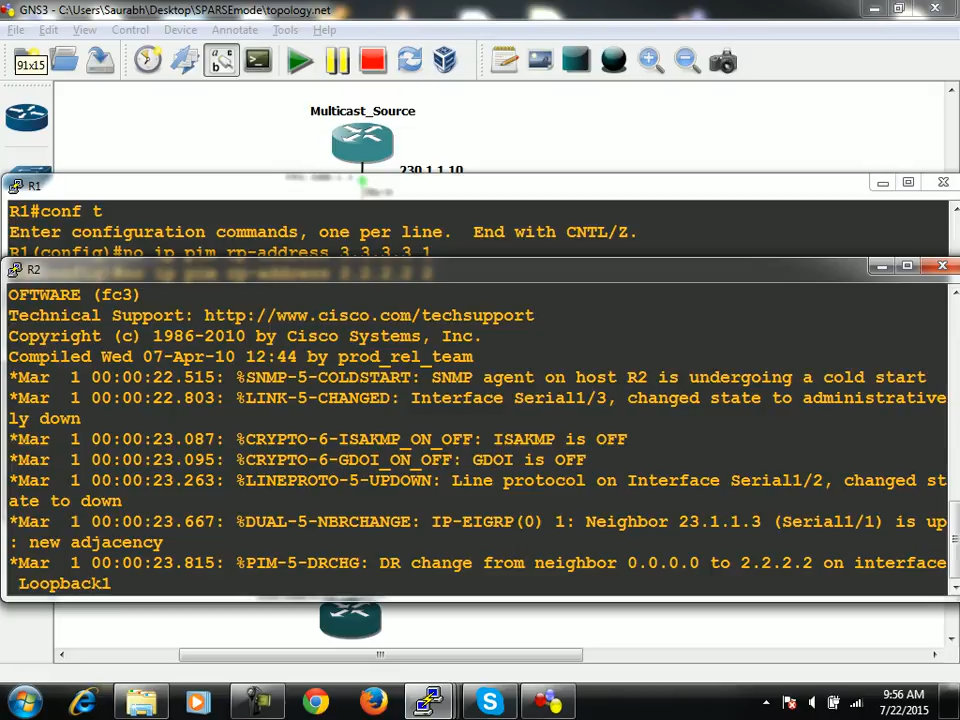 GNS3 - C:\Users\Saurabh\Desktop\SPARSEmode\topology.net
File Edit View Control Device Annotate Tools Help
91x15
Multicast_Source
230.1.1.10
R1
R1#conf t
Enter configuration commands, one per line.  End with CNTL/Z.
R1(config)#no ip pim rp-address 3.3.3.3 1
R2
OFTWARE (fc3)
Technical Support: http://www.cisco.com/techsupport
Copyright (c) 1986-2010 by Cisco Systems, Inc.
Compiled Wed 07-Apr-10 12:44 by prod_rel_team
*Mar  1 00:00:22.515: %SNMP-5-COLDSTART: SNMP agent on host R2 is undergoing a cold start
*Mar  1 00:00:22.803: %LINK-5-CHANGED: Interface Serial1/3, changed state to administrative
ly down
*Mar  1 00:00:23.087: %CRYPTO-6-ISAKMP_ON_OFF: ISAKMP is OFF
*Mar  1 00:00:23.095: %CRYPTO-6-GDOI_ON_OFF: GDOI is OFF
*Mar  1 00:00:23.263: %LINEPROTO-5-UPDOWN: Line protocol on Interface Serial1/2, changed st
ate to down
*Mar  1 00:00:23.667: %DUAL-5-NBRCHANGE: IP-EIGRP(0) 1: Neighbor 23.1.1.3 (Serial1/1) is up
: new adjacency
*Mar  1 00:00:23.815: %PIM-5-DRCHG: DR change from neighbor 0.0.0.0 to 2.2.2.2 on interface
Loopback1
9:56 AM
7/22/2015